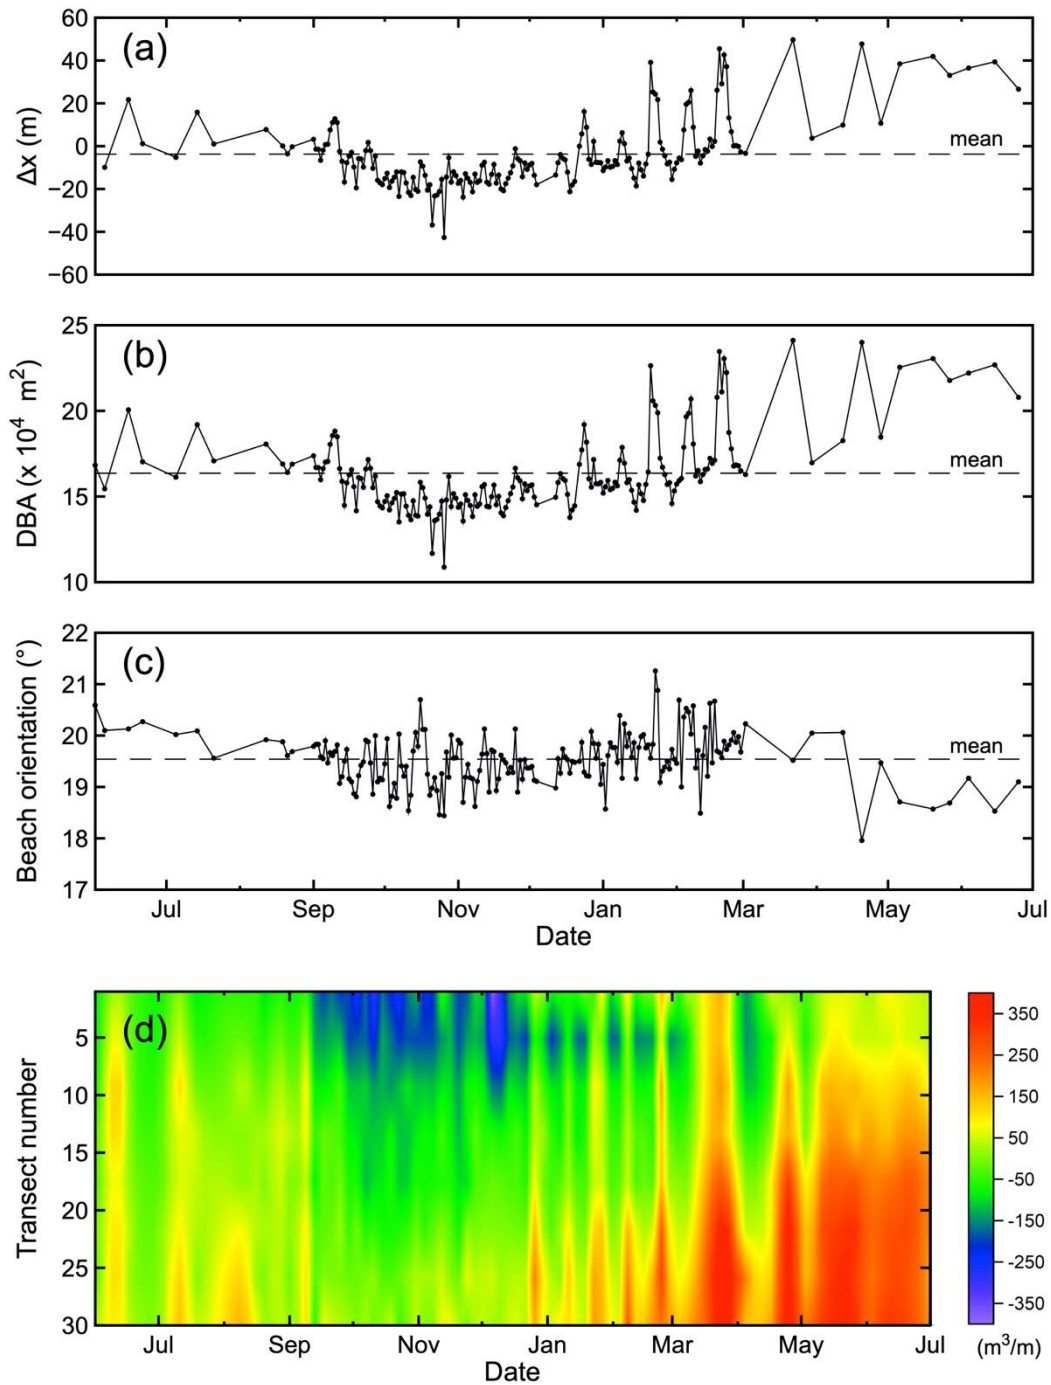 (a)
Δx (m)
60
40
20
0
−20
−40
−60
mean
(b)
DBA (x 10⁴ m²)
25
20
15
10
mean
(c)
Beach orientation (°)
22
21
20
19
18
17
mean
Jul Sep Nov Jan Mar May Jul
Date
(d)
Transect number
5
10
15
20
25
30
Jul Sep Nov Jan Mar May Jul
Date
350
250
150
50
-50
-150
-250
-350
(m³/m)